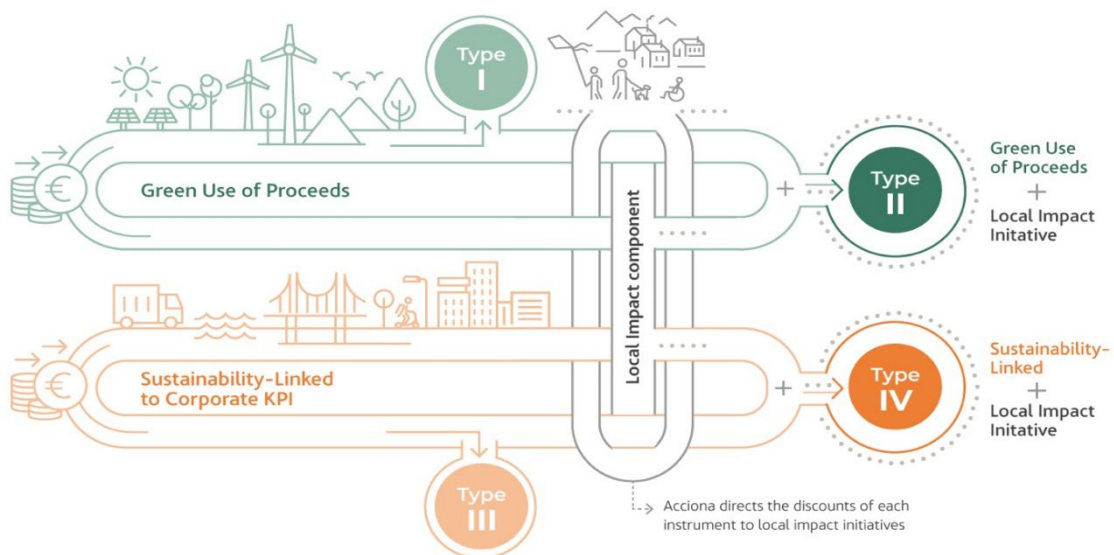 Type
I
Green Use of Proceeds
Type
II
Green Use
of Proceeds
+
Local Impact
Initative
Local Impact component
Sustainability-Linked
to Corporate KPI
Type
IV
Sustainability-
Linked
+
Local Impact
Initative
Type
III
Acciona directs the discounts of each
instrument to local impact initiatives